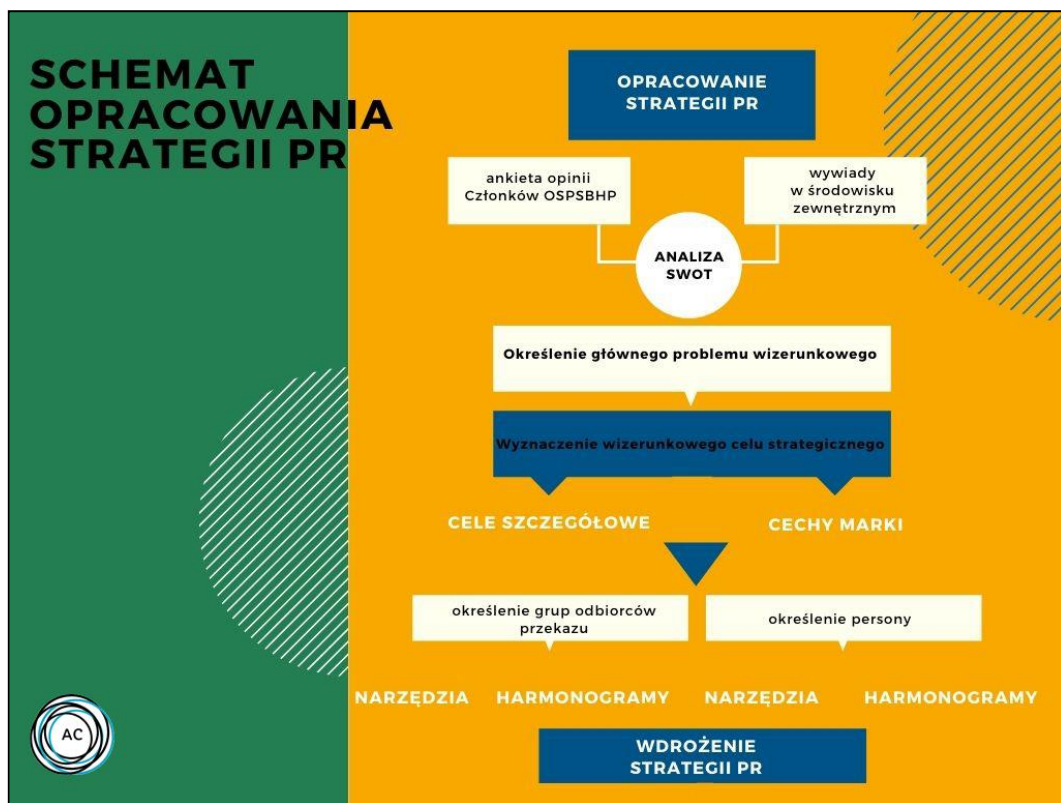 SCHEMAT
OPRACOWANIA
STRATEGII PR
OPRACOWANIE
STRATEGII PR
ankieta opinii
Członków OSPSBHP
wywiady
w środowisku
zewnętrznym
ANALIZA
SWOT
Określenie głównego problemu wizerunkowego
Wyznaczenie wizerunkowego celu strategicznego
CELE SZCZEGÓŁOWE
CECHY MARKI
określenie grup odbiorców
przekazu
określenie persony
NARZĘDZIA
HARMONOGRAMY
NARZĘDZIA
HARMONOGRAMY
WDROŻENIE
STRATEGII PR
AC